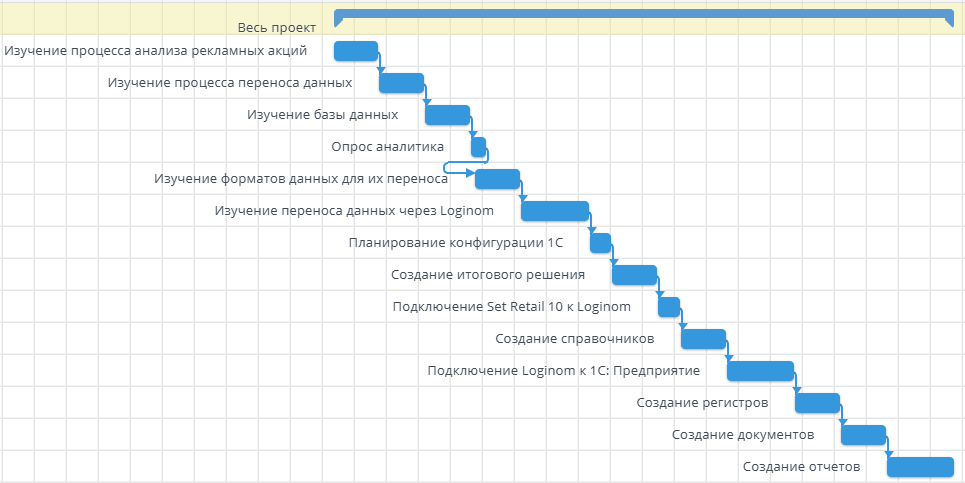 Весь проект
Изучение процесса анализа рекламных акций
Изучение процесса переноса данных
Изучение базы данных
Опрос аналитика
Изучение форматов данных для их переноса
Изучение переноса данных через Loginom
Планирование конфигурации 1С
Создание итогового решения
Подключение Set Retail 10 к Loginom
Создание справочников
Подключение Loginom к 1С: Предприятие
Создание регистров
Создание документов
Создание отчетов